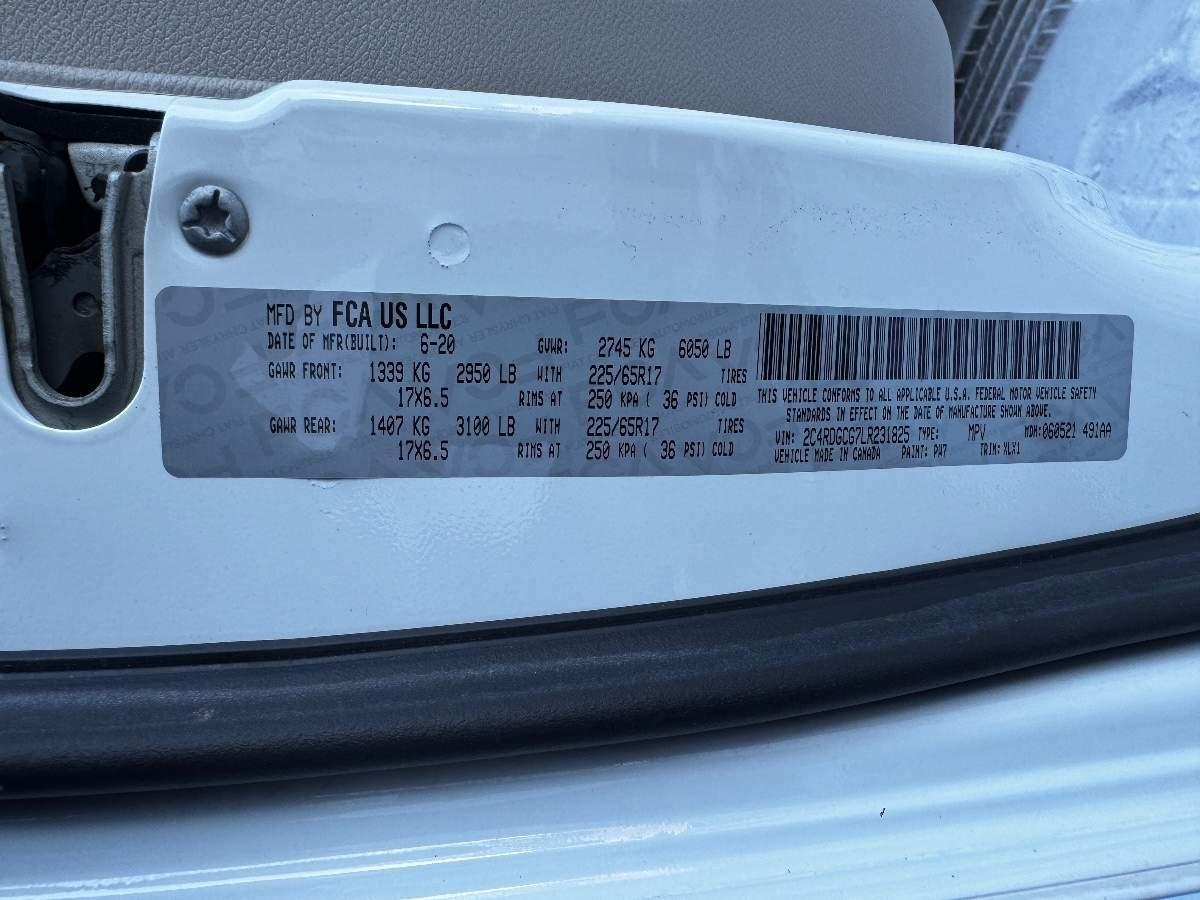 MFD BY FCA US LLC
DATE OF MFR(BUILT): 6-20 GVWR: 2745 KG 6050 LB
GAWR FRONT: 1339 KG 2950 LB WITH 225/65R17 TIRES
17X6.5 RIMS AT 250 KPA ( 36 PSI) COLD
GAWR REAR: 1407 KG 3100 LB WITH 225/65R17 TIRES
17X6.5 RIMS AT 250 KPA ( 36 PSI) COLD
THIS VEHICLE CONFORMS TO ALL APPLICABLE U.S.A. FEDERAL MOTOR VEHICLE SAFETY
STANDARDS IN EFFECT ON THE DATE OF MANUFACTURE SHOWN ABOVE.
VIN: 2C4RDGCG7LR231825 TYPE: MPV MDH:060521 491AA
VEHICLE MADE IN CANADA PAINT: PW7 TRIM: XLX1